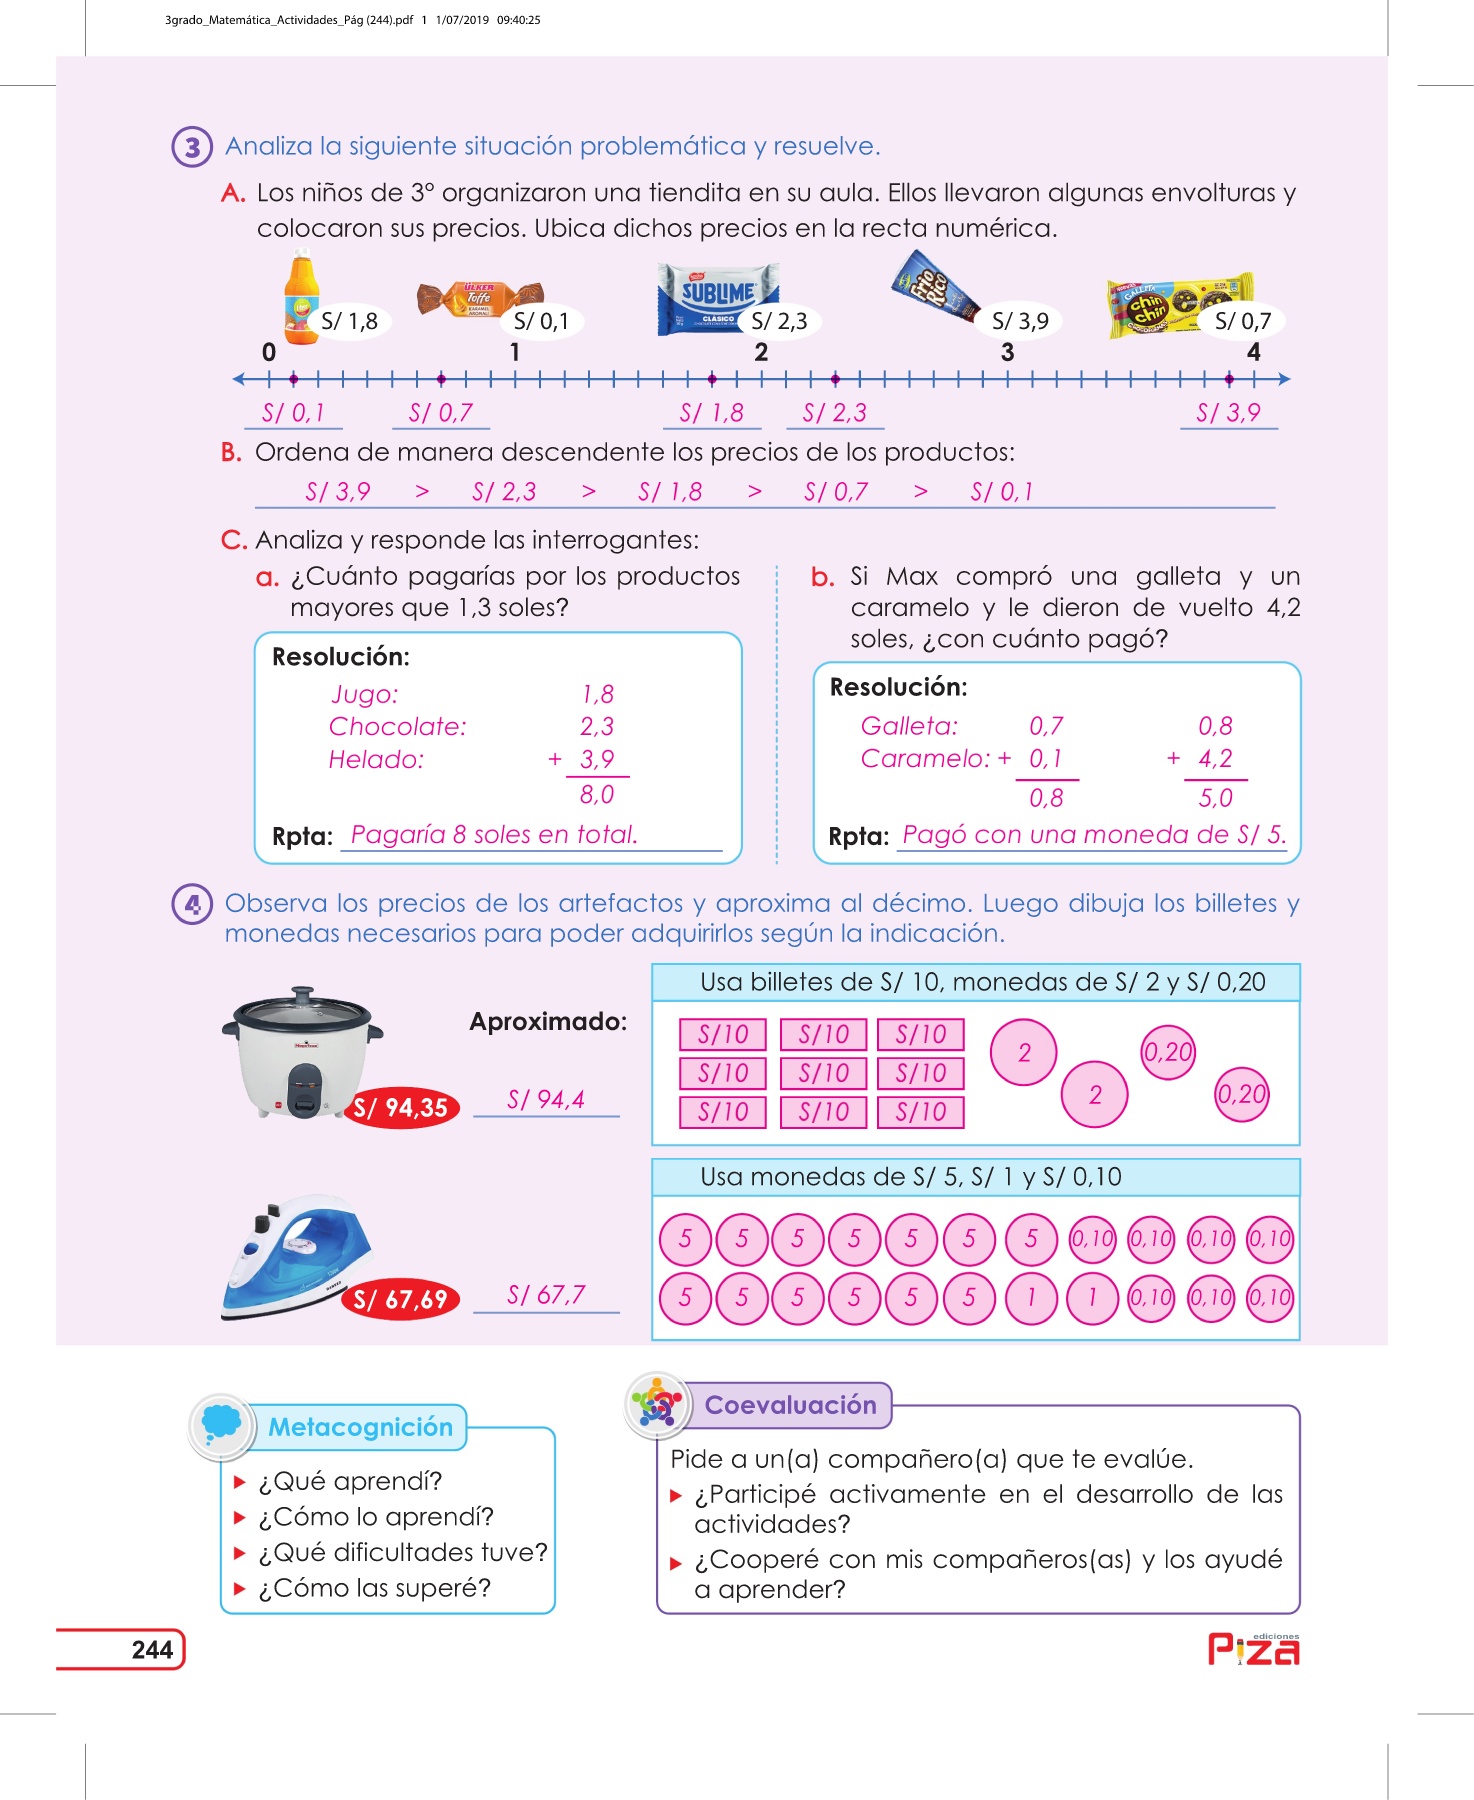 3grado_Matemática_Actividades_Pág (244).pdf 1 1/07/2019 09:40:25
3 Analiza la siguiente situación problemática y resuelve.
A. Los niños de 3º organizaron una tiendita en su aula. Ellos llevaron algunas envolturas y
colocaron sus precios. Ubica dichos precios en la recta numérica.
ÜLKER
Toffe
SUBLIME
CLÁSICO
Frio
Rico
GALLETA
chin
chin
S/ 1,8 S/ 0,1 S/ 2,3 S/ 3,9 S/ 0,7
0 1 2 3 4
S/ 0,1 S/ 0,7 S/ 1,8 S/ 2,3 S/ 3,9
B. Ordena de manera descendente los precios de los productos:
S/ 3,9 > S/ 2,3 > S/ 1,8 > S/ 0,7 > S/ 0,1
C. Analiza y responde las interrogantes:
a. ¿Cuánto pagarías por los productos
mayores que 1,3 soles?
Resolución:
Jugo: 1,8
Chocolate: 2,3
Helado: + 3,9
8,0
Rpta: Pagaría 8 soles en total.
b. Si Max compró una galleta y un
caramelo y le dieron de vuelto 4,2
soles, ¿con cuánto pagó?
Resolución:
Galleta: 0,7 0,8
Caramelo: + 0,1 + 4,2
0,8 5,0
Rpta: Pagó con una moneda de S/ 5.
4 Observa los precios de los artefactos y aproxima al décimo. Luego dibuja los billetes y
monedas necesarios para poder adquirirlos según la indicación.
Aproximado:
S/ 94,35 S/ 94,4
Usa billetes de S/ 10, monedas de S/ 2 y S/ 0,20
S/10 S/10 S/10 2 0,20
S/10 S/10 S/10 2 0,20
S/10 S/10 S/10
S/ 67,69 S/ 67,7
Usa monedas de S/ 5, S/ 1 y S/ 0,10
5 5 5 5 5 5 5 0,10 0,10 0,10 0,10
5 5 5 5 5 5 1 1 0,10 0,10 0,10
Metacognición
¿Qué aprendí?
¿Cómo lo aprendí?
¿Qué dificultades tuve?
¿Cómo las superé?
Coevaluación
Pide a un(a) compañero(a) que te evalúe.
¿Participé activamente en el desarrollo de las
actividades?
¿Cooperé con mis compañeros(as) y los ayudé
a aprender?
244
ediciones
Piza